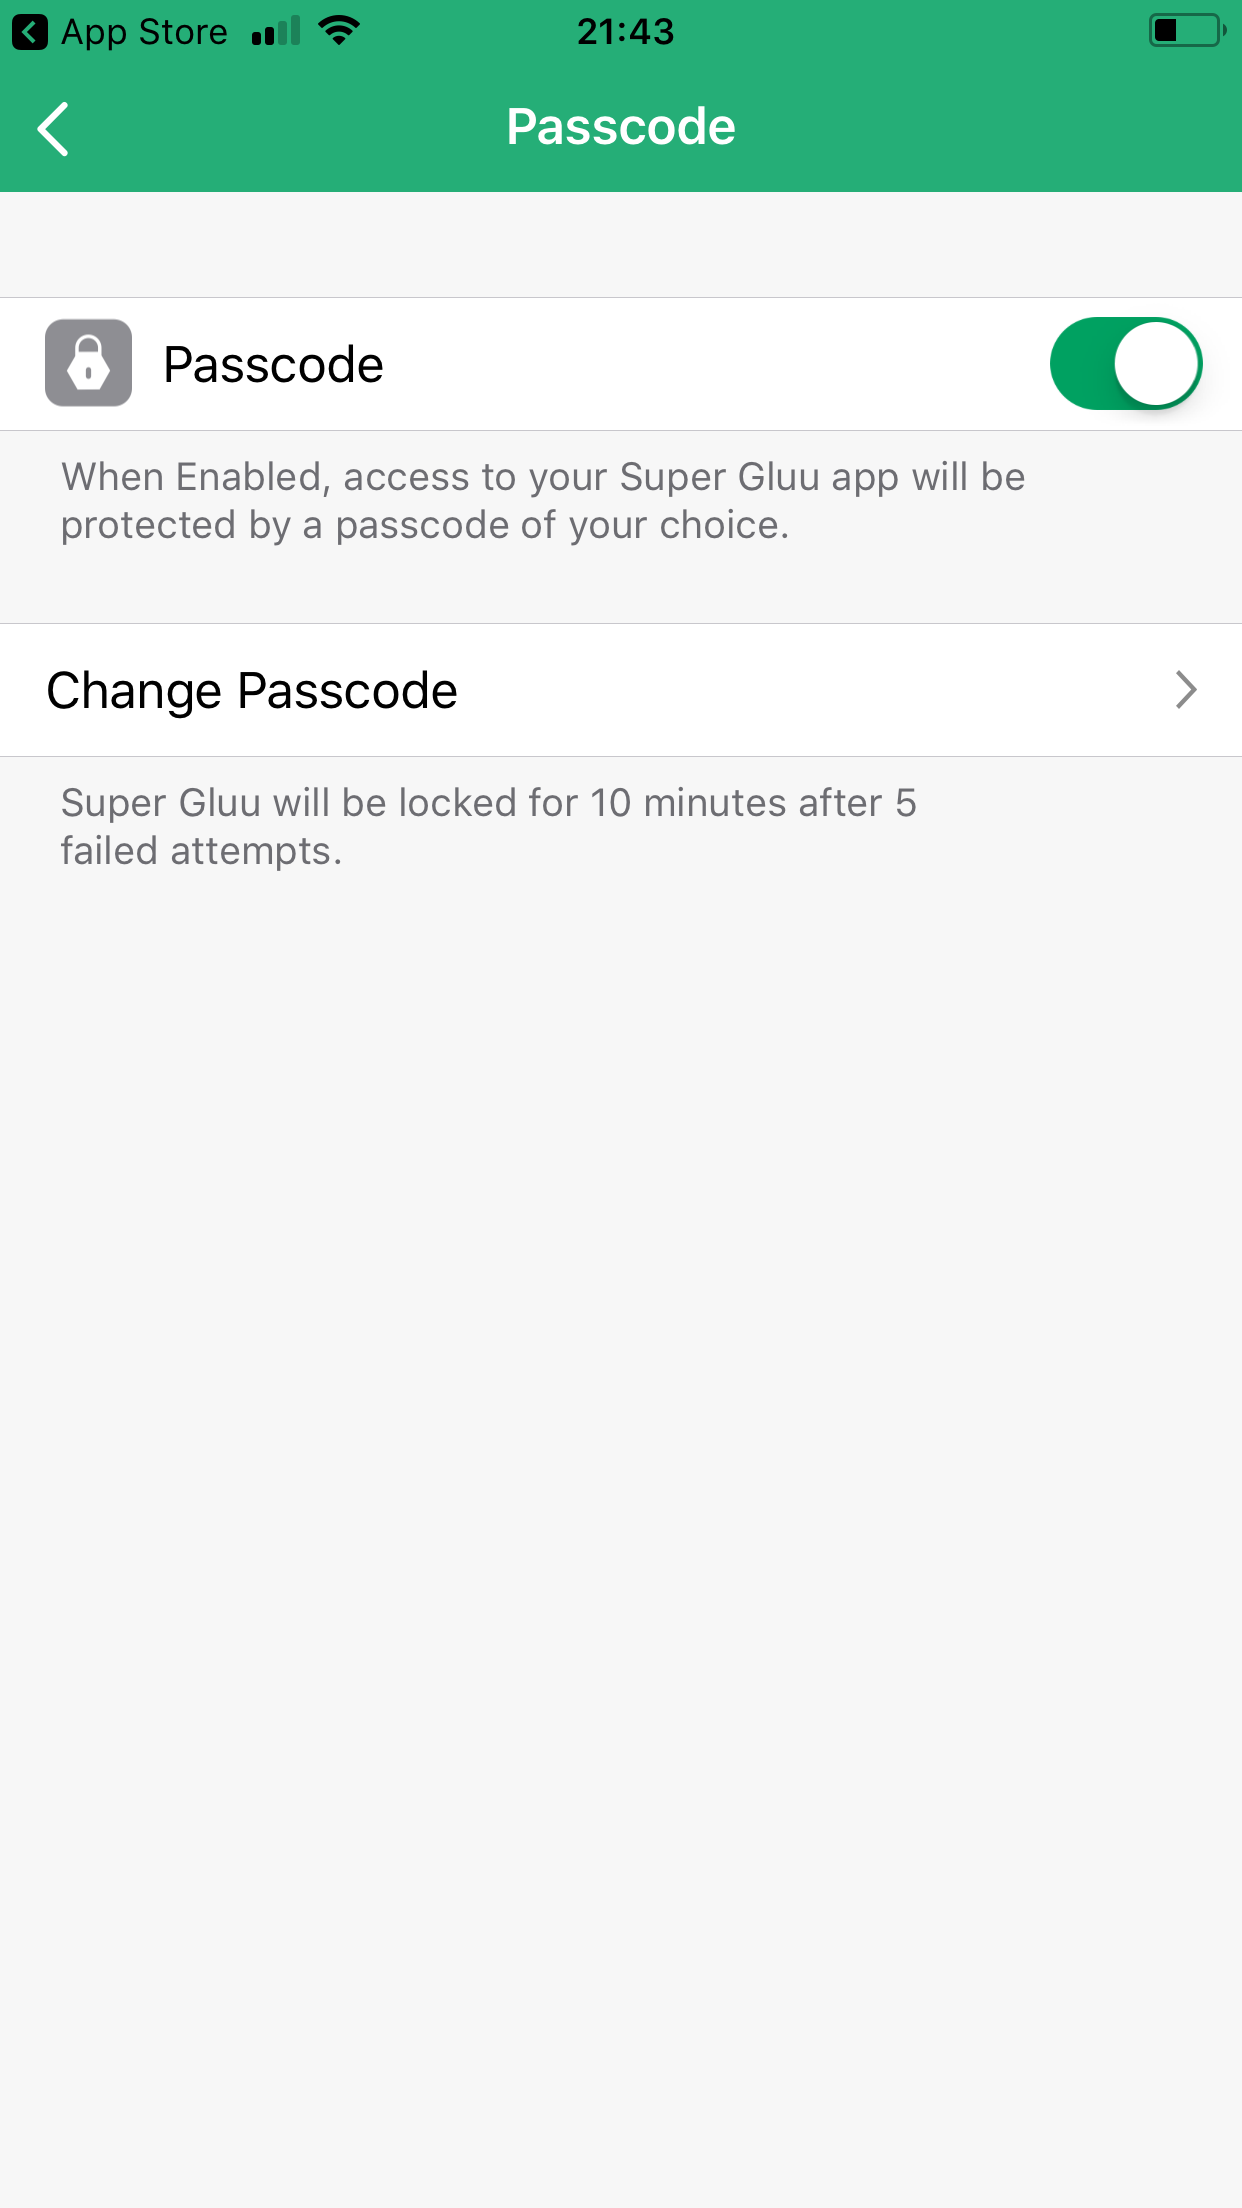 App Store
21:43
Passcode
Passcode
When Enabled, access to your Super Gluu app will be
protected by a passcode of your choice.
Change Passcode
Super Gluu will be locked for 10 minutes after 5
failed attempts.